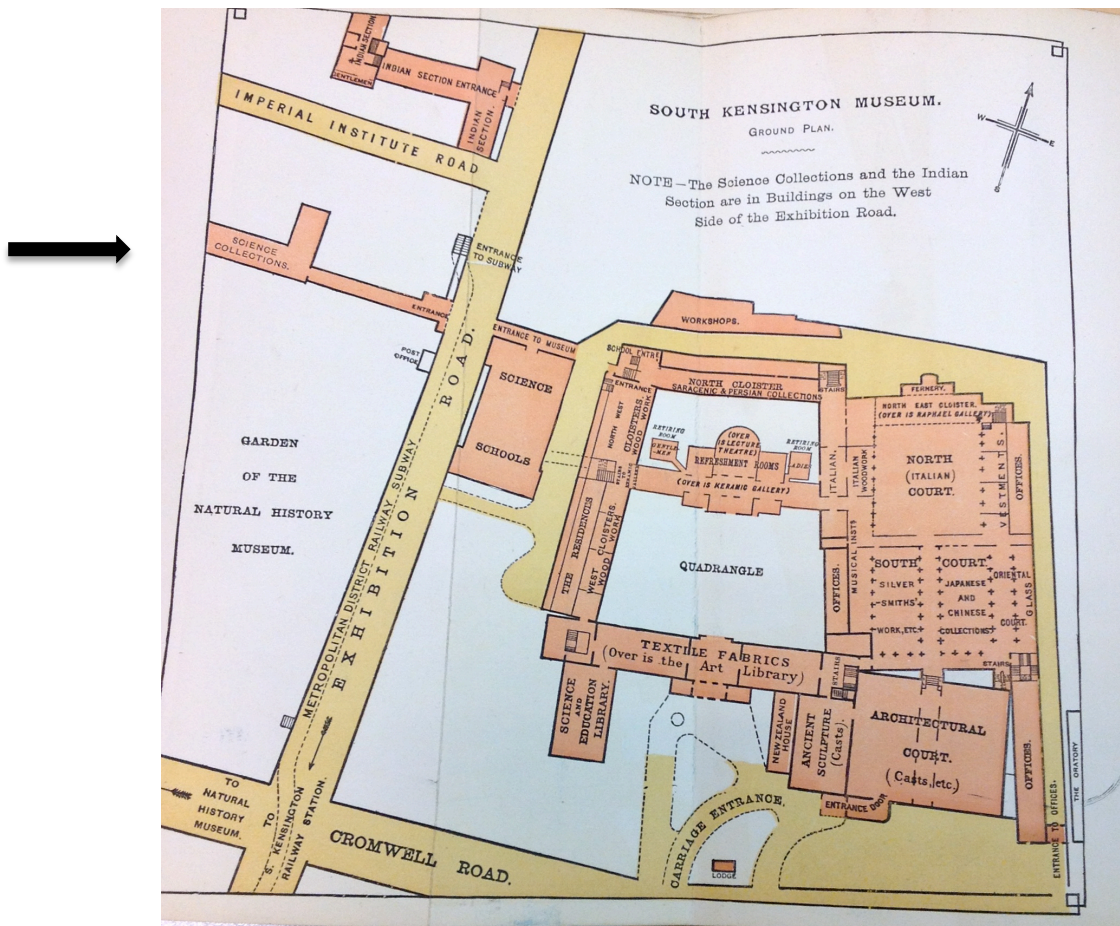 SOUTH KENSINGTON MUSEUM.
GROUND PLAN.
NOTE—The Science Collections and the Indian
Section are in Buildings on the West
Side of the Exhibition Road.
W
E
S
INDIAN SECTION
GENTLEMEN
INDIAN SECTION ENTRANCE
INDIAN
SECTION.
IMPERIAL INSTITUTE ROAD
SCIENCE
COLLECTIONS.
ENTRANCE
ENTRANCE
TO SUBWAY
POST
OFFICE
ENTRANCE TO MUSEUM
SCIENCE
SCHOOLS
WORKSHOPS.
SCHOOL ENTRE
ENTRANCE
NORTH CLOISTER
SARACENIC & PERSIAN COLLECTIONS
STAIRS
FERNERY.
NORTH EAST CLOISTER.
(OVER IS RAPHAEL GALLERY)
NORTH WEST
CLOISTERS.
WOOD WORK
RETIRING
ROOM
GENTLE-
MEN
(OVER
IS LECTURE
THEATRE)
REFRESHMENT ROOMS
RETIRING
ROOM
LADIES
(OVER IS KERAMIC GALLERY)
ITALIAN.
ITALIAN
WOODWORK
NORTH
(ITALIAN)
COURT.
VESTMENTS
OFFICES.
GARDEN
OF THE
NATURAL HISTORY
MUSEUM.
METROPOLITAN DISTRICT RAILWAY SUBWAY
EXHIBITION ROAD.
THE RESIDENCES
WEST CLOISTERS.
WOOD WORK
QUADRANGLE
OFFICES.
MUSICAL INSTS
SOUTH COURT.
SILVER
SMITHS'
WORK, ETC.
JAPANESE
AND
CHINESE
COLLECTIONS
ORIENTAL
GLASS
COURT.
STAIRS
TEXTILE FABRICS
(Over is the Art Library)
STAIRS
SCIENCE
AND
EDUCATION
LIBRARY.
NEW ZEALAND
HOUSE
ANCIENT
SCULPTURE
(Casts).
ARCHITECTURAL
COURT.
(Casts, etc.)
OFFICES.
ENTRANCE DOOR
THE ORATORY
ENTRANCE TO OFFICES.
CARRIAGE ENTRANCE.
LODGE
TO
NATURAL
HISTORY
MUSEUM.
TO
S. KENSINGTON
RAILWAY STATION.
CROMWELL ROAD.